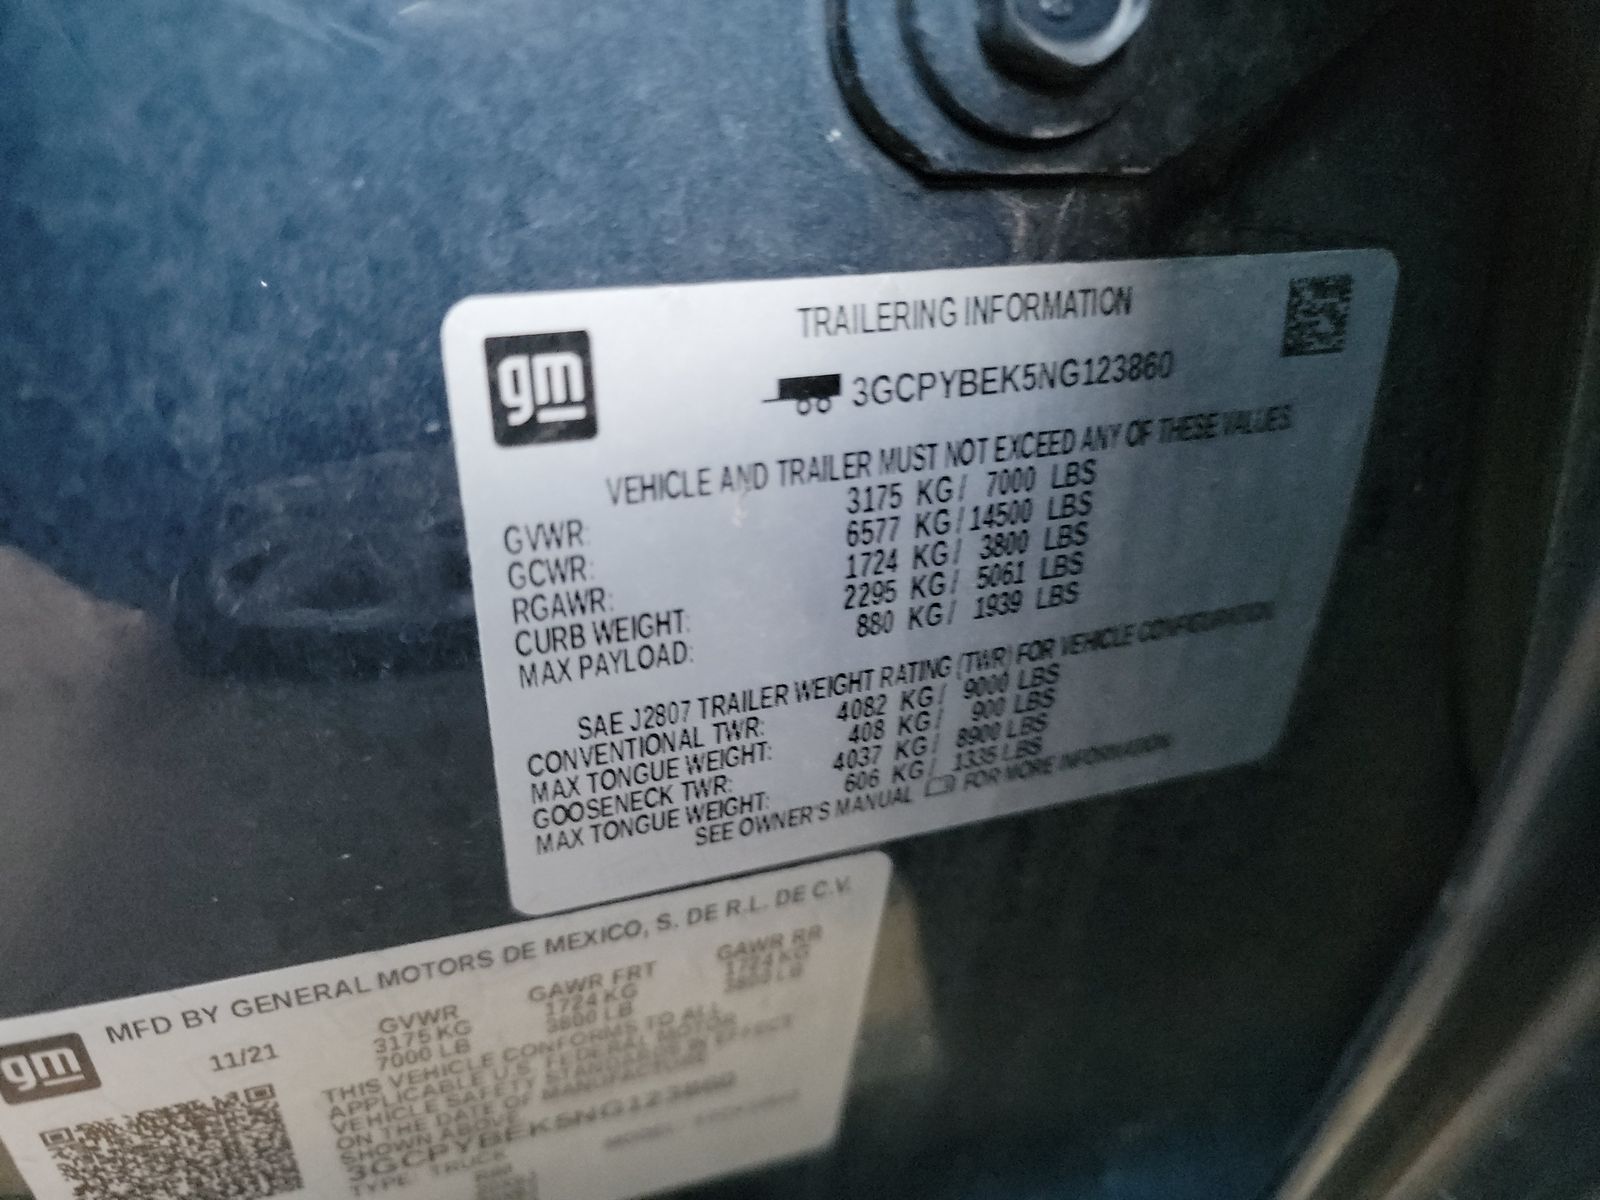 TRAILERING INFORMATION
gm
3GCPYBEK5NG123860
VEHICLE AND TRAILER MUST NOT EXCEED ANY OF THESE VALUES
GVWR: 3175 KG/ 7000 LBS
GCWR: 6577 KG/ 14500 LBS
RGAWR: 1724 KG/ 3800 LBS
CURB WEIGHT: 2295 KG/ 5061 LBS
MAX PAYLOAD: 880 KG/ 1939 LBS
SAE J2807 TRAILER WEIGHT RATING (TWR) FOR VEHICLE CONFIGURATION
CONVENTIONAL TWR: 4082 KG/ 9000 LBS
MAX TONGUE WEIGHT: 408 KG/ 900 LBS
GOOSENECK TWR: 4037 KG/ 8900 LBS
MAX TONGUE WEIGHT: 606 KG/ 1335 LBS
SEE OWNER'S MANUAL FOR MORE INFORMATION
gm
MFD BY GENERAL MOTORS DE MEXICO, S. DE R.L. DE C.V.
11/21 GVWR GAWR FRT GAWR RR
3175 KG 1724 KG 1724 KG
7000 LB 3800 LB 3800 LB
THIS VEHICLE CONFORMS TO ALL
APPLICABLE U.S. FEDERAL MOTOR
VEHICLE SAFETY STANDARDS IN EFFECT
ON THE DATE OF MANUFACTURE
SHOWN ABOVE
3GCPYBEK5NG123860
TYPE: TRUCK MODEL: